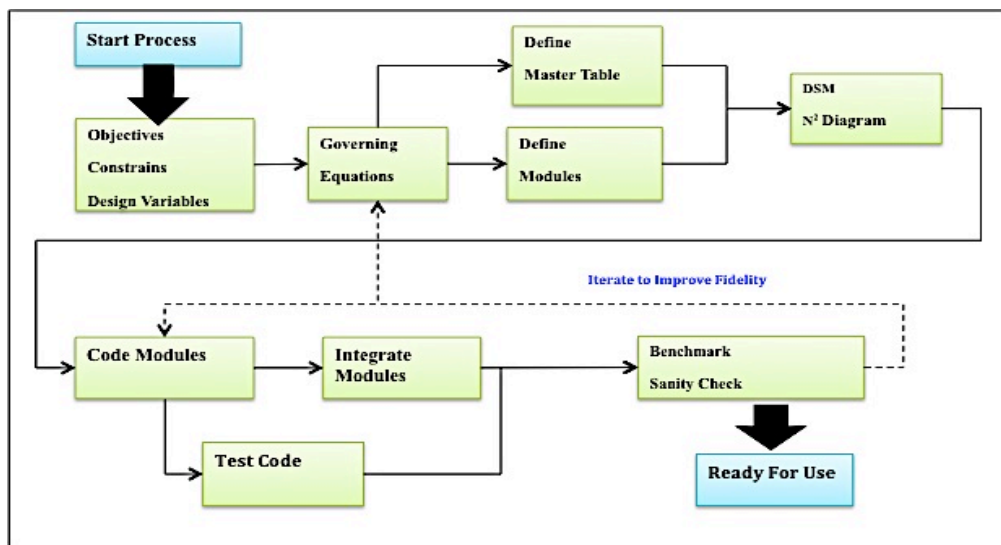 Start Process
Define
Master Table
DSM
N² Diagram
Objectives
Constrains
Design Variables
Governing
Equations
Define
Modules
Iterate to Improve Fidelity
Code Modules
Integrate
Modules
Benchmark
Sanity Check
Test Code
Ready For Use